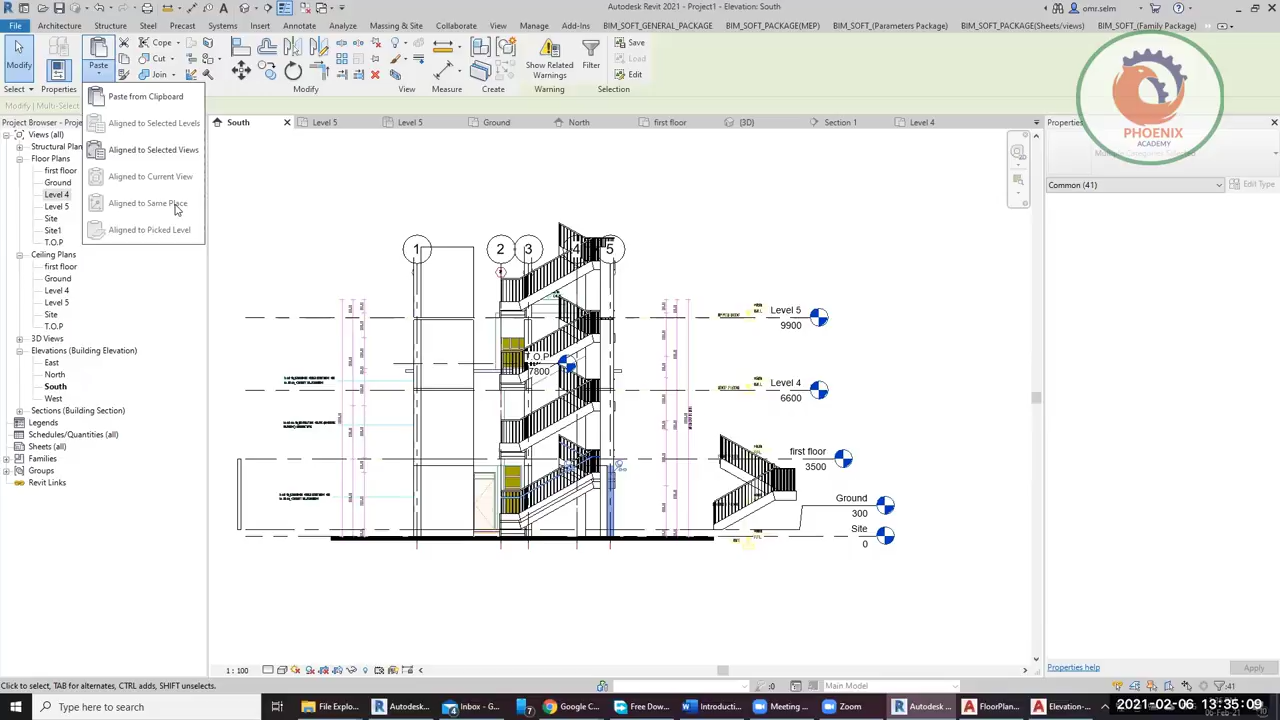 Autodesk Revit 2021 - Project1 - Elevation: South
omr.selm
File
Architecture
Structure
Steel
Precast
Systems
Insert
Annotate
Analyze
Massing & Site
Collaborate
View
Manage
Add-Ins
BIM_SOFT_GENERAL_PACKAGE
BIM_SOFT_PACKAGE(MEP)
BIM_SOFT_(Parameters Package)
BIM_SOFT_PACKAGE(Sheets/views)
BIM_SOFT_(Family Package)
Modify
Paste
Cope
Cut
Join
Show Related
Warnings
Filter
Save
Load
Edit
Select
Properties
Modify
View
Measure
Create
Warning
Selection
Modify | Multi-Select
Paste from Clipboard
Aligned to Selected Levels
Aligned to Selected Views
Aligned to Current View
Aligned to Same Place
Aligned to Picked Level
PHOENIX
ACADEMY
Project Browser - Proje
Views (all)
Structural Plan
Floor Plans
first floor
Ground
Level 4
Level 5
Site
Site1
T.O.P
Ceiling Plans
first floor
Ground
Level 4
Level 5
Site
T.O.P
3D Views
Elevations (Building Elevation)
East
North
South
West
Sections (Building Section)
Legends
Schedules/Quantities (all)
Sheets (all)
Families
Groups
Revit Links
South
Level 5
Level 5
Ground
North
first floor
(3D)
Section 1
Level 4
Properties
Common (41)
Edit Type
1
2
3
4
5
Level 5
9900
T.O.P
7800
Level 4
6600
first floor
3500
Ground
300
Site
0
1 : 100
Properties help
Apply
Click to select, TAB for alternates, CTRL adds, SHIFT unselects.
:0
Main Model
:41
Type here to search
File Explo...
Autodesk...
Inbox - G...
Google C...
Free Dow...
Introducti...
Meeting ...
Zoom
Autodesk ...
FloorPlan...
Elevation-...
2021-02-06 13:35:09